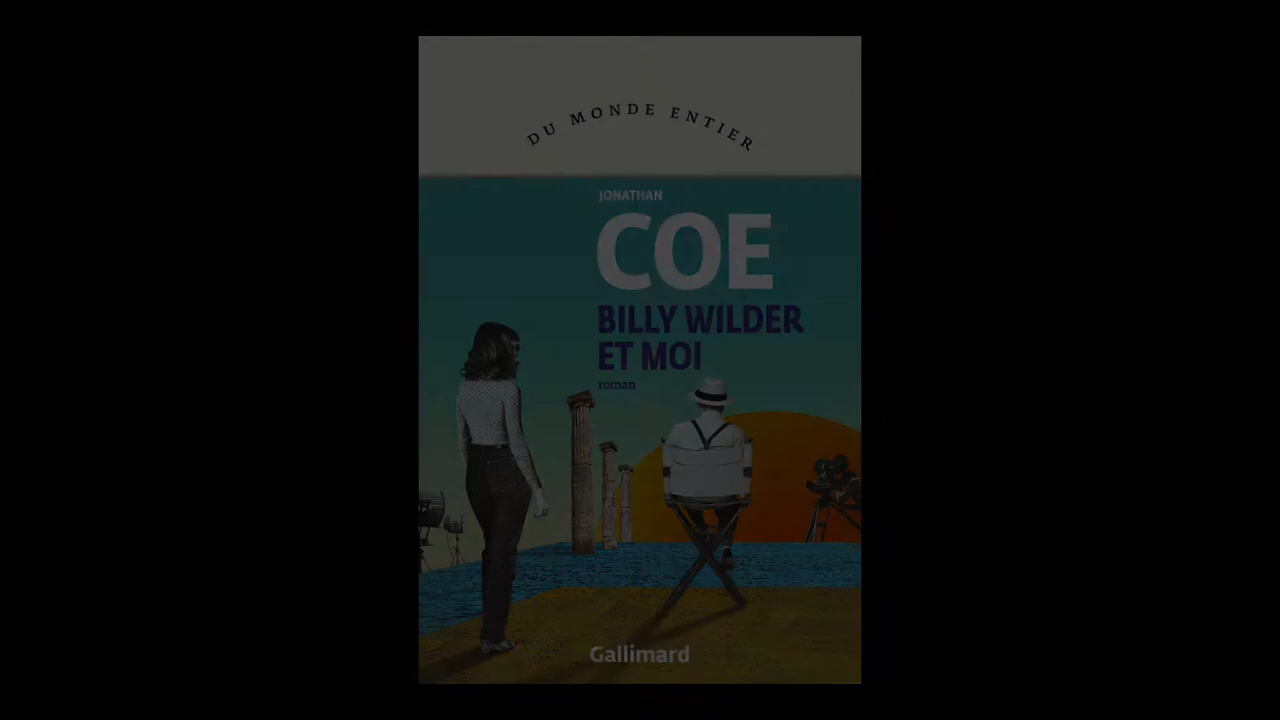 DU MONDE ENTIER
JONATHAN
COE
BILLY WILDER
ET MOI
roman
Gallimard